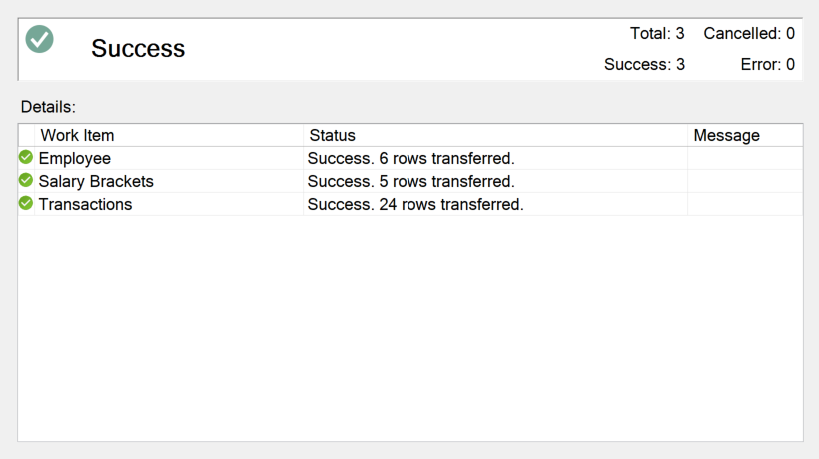 Success
Total: 3 Cancelled: 0
Success: 3 Error: 0
Details:
Work Item Status Message
Employee Success. 6 rows transferred.
Salary Brackets Success. 5 rows transferred.
Transactions Success. 24 rows transferred.